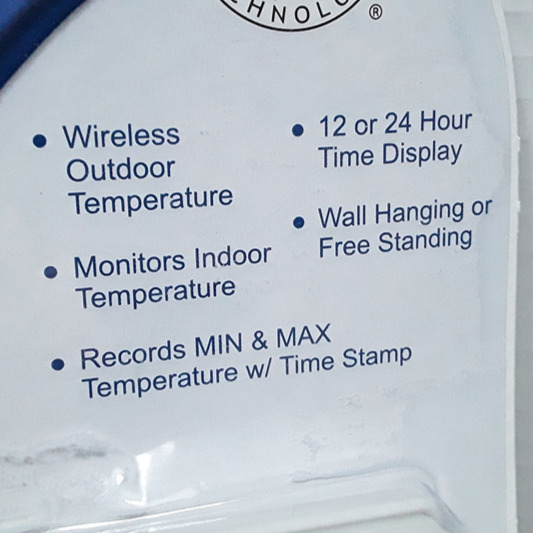 ®
• Wireless
Outdoor
Temperature
• Monitors Indoor
Temperature
• Records MIN & MAX
Temperature w/ Time Stamp
• 12 or 24 Hour
Time Display
• Wall Hanging or
Free Standing